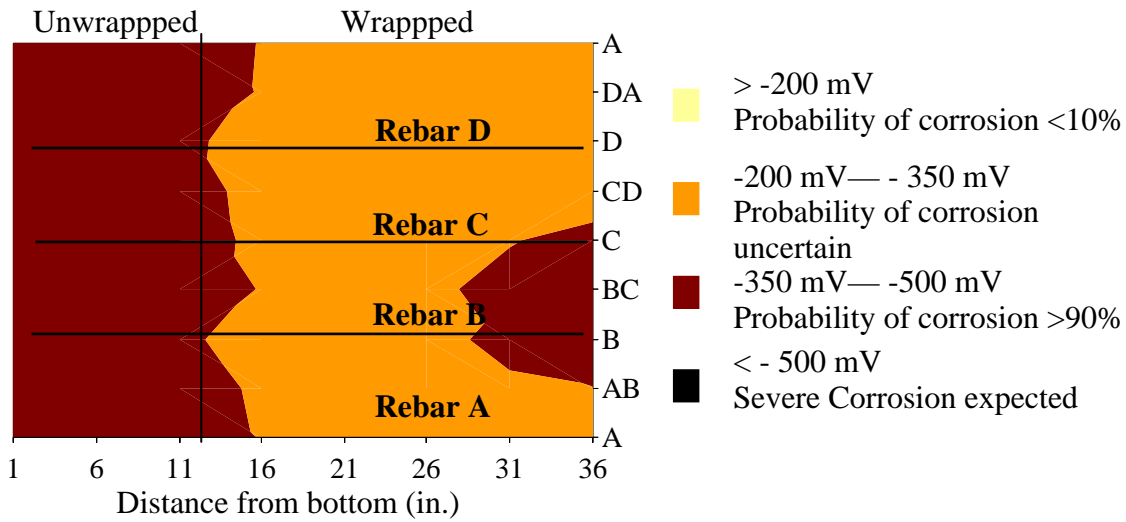 Unwrappped
Wrappped
A
DA
D
CD
C
BC
B
AB
A
Rebar D
Rebar C
Rebar B
Rebar A
1 6 11 16 21 26 31 36
Distance from bottom (in.)
> -200 mV
Probability of corrosion <10%
-200 mV— - 350 mV
Probability of corrosion
uncertain
-350 mV— -500 mV
Probability of corrosion >90%
< - 500 mV
Severe Corrosion expected